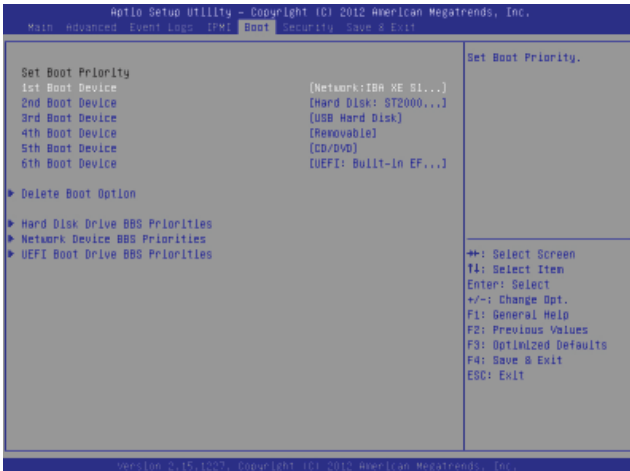 Aptio Setup Utility – Copyright (C) 2012 American Megatrends, Inc.
Main Advanced Event Logs IPMI Boot Security Save & Exit
Set Boot Priority
1st Boot Device [Network:IBA XE Sl...]
2nd Boot Device [Hard Disk: ST2000...]
3rd Boot Device [USB Hard Disk]
4th Boot Device [Removable]
5th Boot Device [CD/DVD]
6th Boot Device [UEFI: Built-in EF...]
Delete Boot Option
Hard Disk Drive BBS Priorities
Network Device BBS Priorities
UEFI Boot Drive BBS Priorities
Set Boot Priority.
→←: Select Screen
↑↓: Select Item
Enter: Select
+/-: Change Opt.
F1: General Help
F2: Previous Values
F3: Optimized Defaults
F4: Save & Exit
ESC: Exit
Version 2.15.1227. Copyright (C) 2012 American Megatrends, Inc.